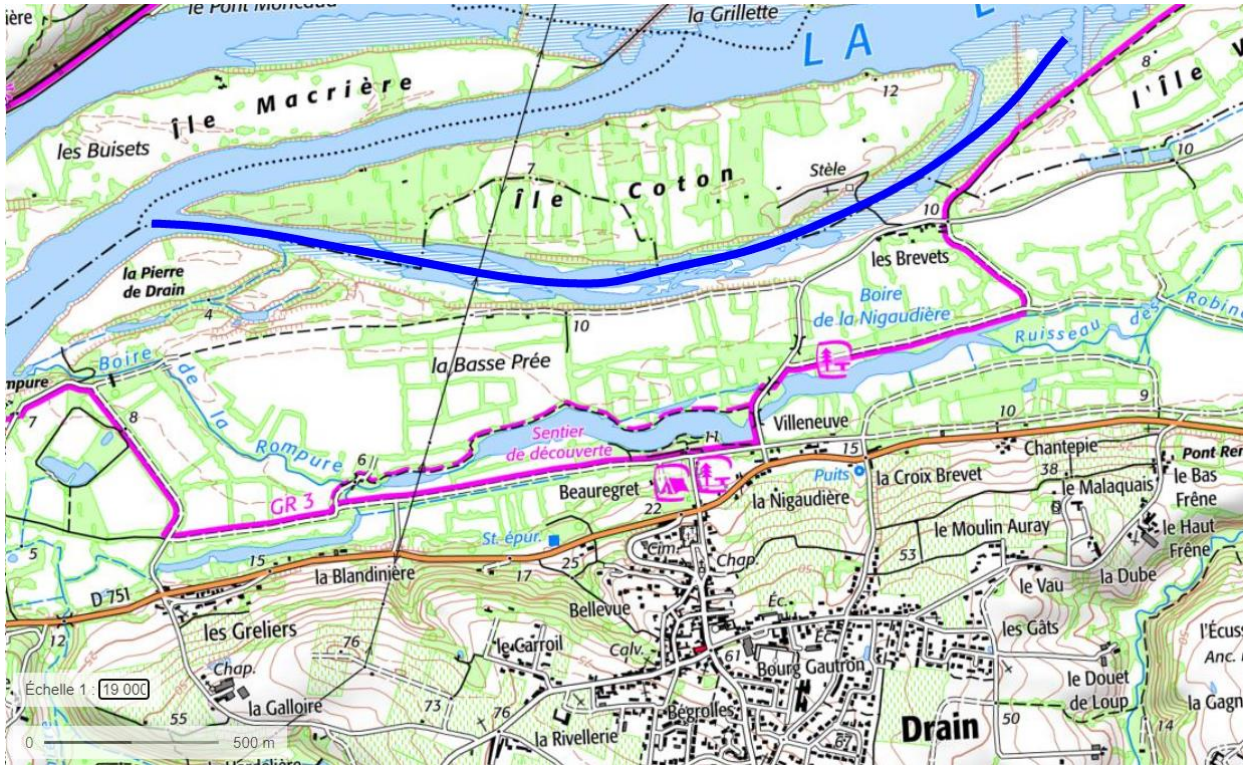 le Pont Monceau
la Grillette
LA
Île Macrière
les Buisets
12
8
l'Île V
7
Île Coton
Stèle
10
10
les Brevets
la Pierre
de Drain
4
10
Boire
de la Nigaudière
Ruisseau des
Robine
Boire
de
la
Rompure
la Basse Prée
mpure
7
8
6
Sentier
de découverte
11
Villeneuve
GR 3
10
9
Chantepie
Pont Ren
15
Puits
la Croix Brevet
38
le Malaquais
le Bas
Frêne
Beauregret
la Nigaudière
22
le Moulin Auray
le Haut
Frêne
St. épur.
Cim.
Chap.
53
5
15
la Blandinière
17
25
le Vau
la Dube
D 751
Bellevue
12
les Greliers
76
le Garroil
Calv.
Éc.
Éc.
61
Bourg Gautron
les Gâts
l'Écuss
Anc.
Échelle 1 : 19 000
Chap.
la Galloire
le Douet
de Loup
la Gagn
55
73
76
Bégrolles
Drain
50
14
0 500 m
la Rivellerie
67